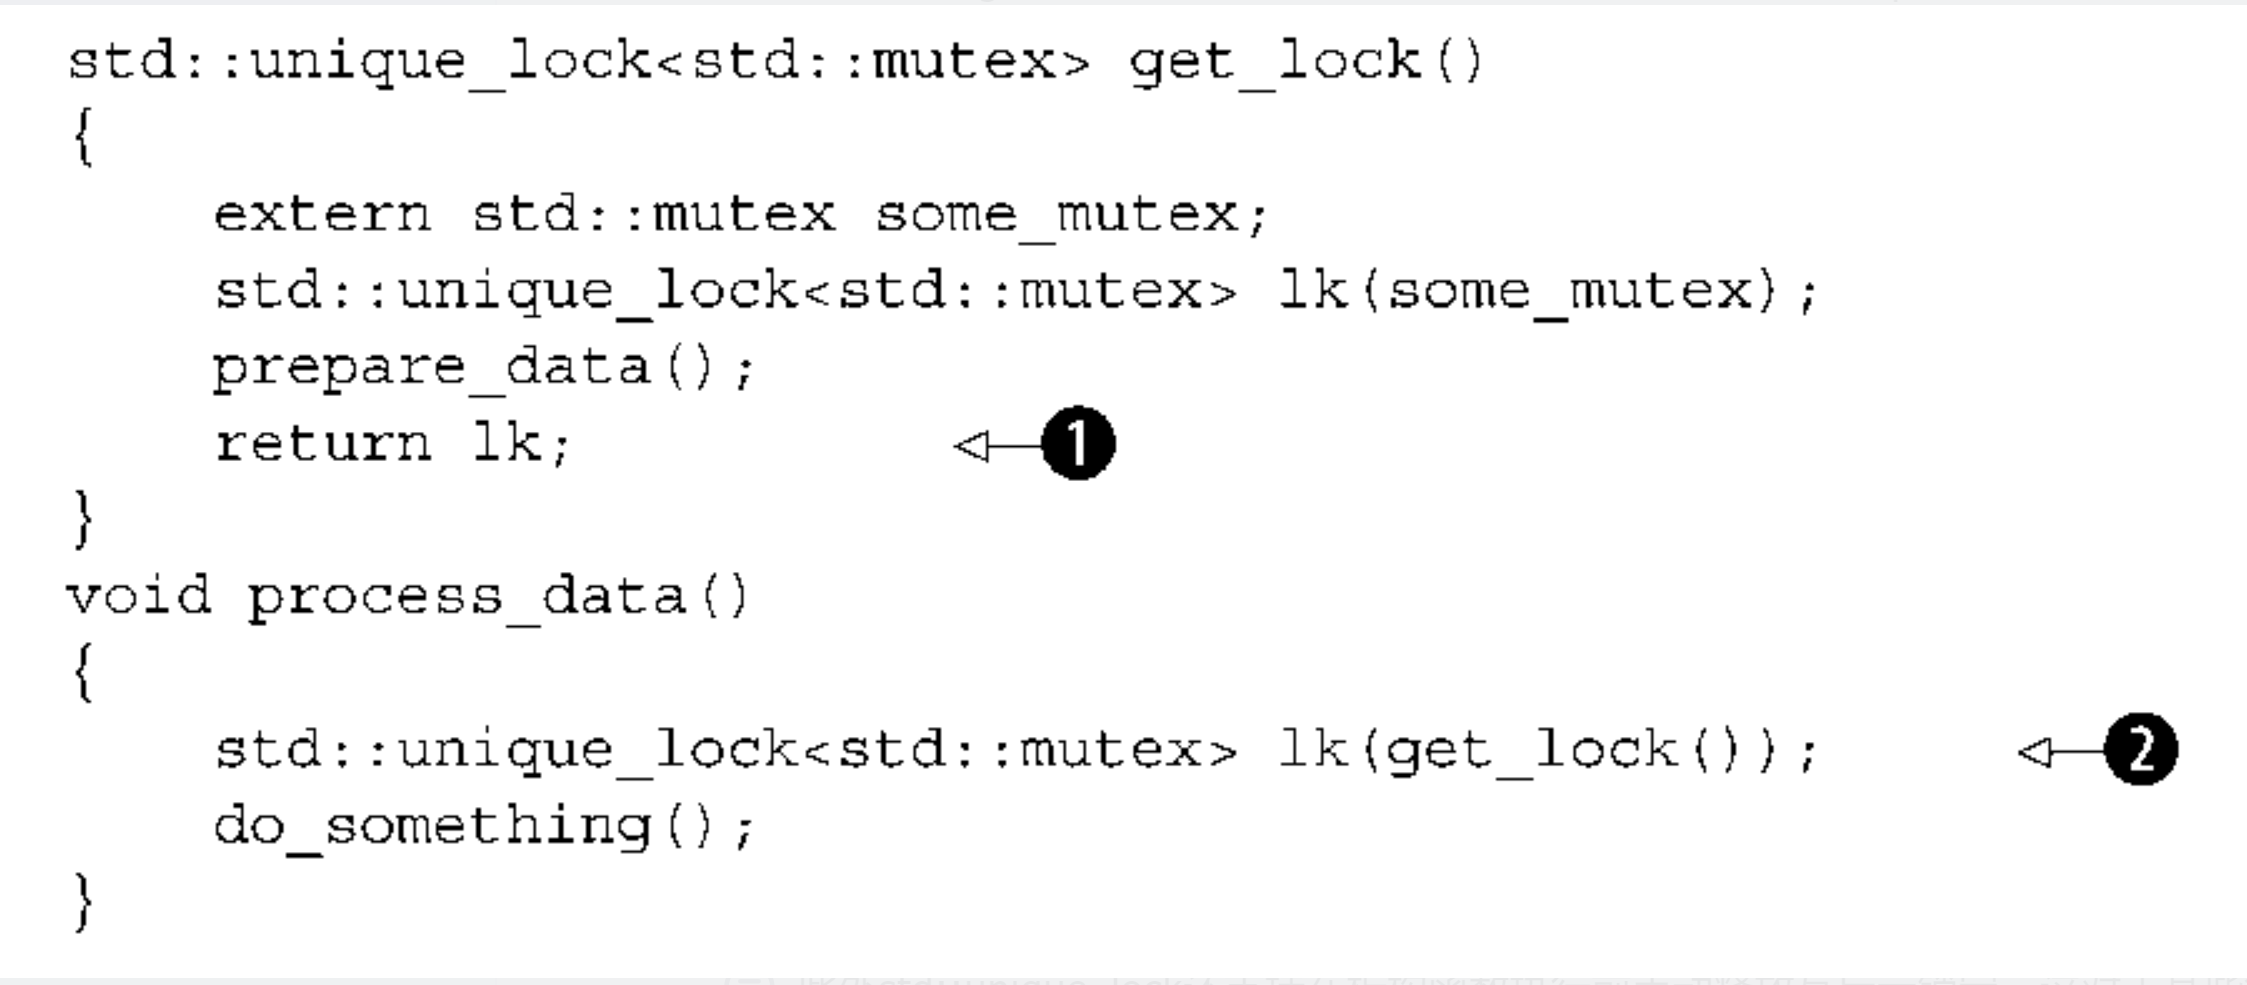 std::unique_lock<std::mutex> get_lock()
{
    extern std::mutex some_mutex;
    std::unique_lock<std::mutex> lk(some_mutex);
    prepare_data();
    return lk; 1
}
void process_data()
{
    std::unique_lock<std::mutex> lk(get_lock()); 2
    do_something();
}